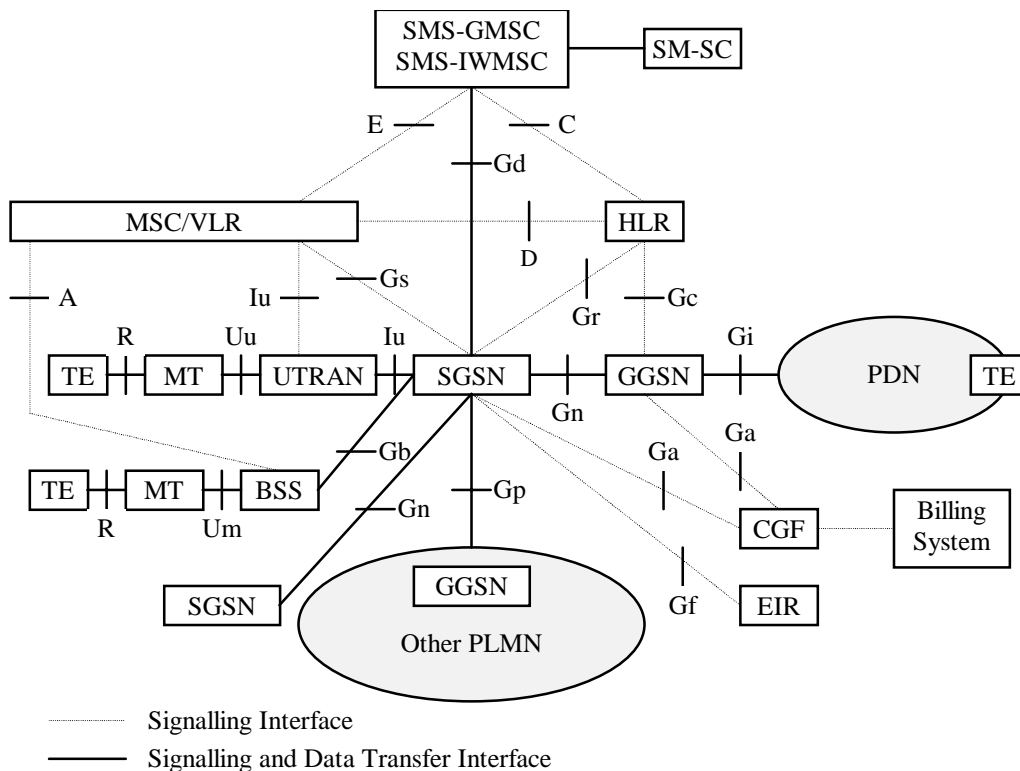 SMS-GMSC
SMS-IWMSC
SM-SC
E
C
Gd
MSC/VLR
HLR
D
A
Iu
Gs
Gr
Gc
R
Uu
Iu
Gi
TE
MT
UTRAN
SGSN
GGSN
PDN
TE
Gn
Gb
Ga
Ga
TE
MT
BSS
Gp
R
Um
Gn
CGF
Billing
System
SGSN
GGSN
Gf
EIR
Other PLMN
Signalling Interface
Signalling and Data Transfer Interface